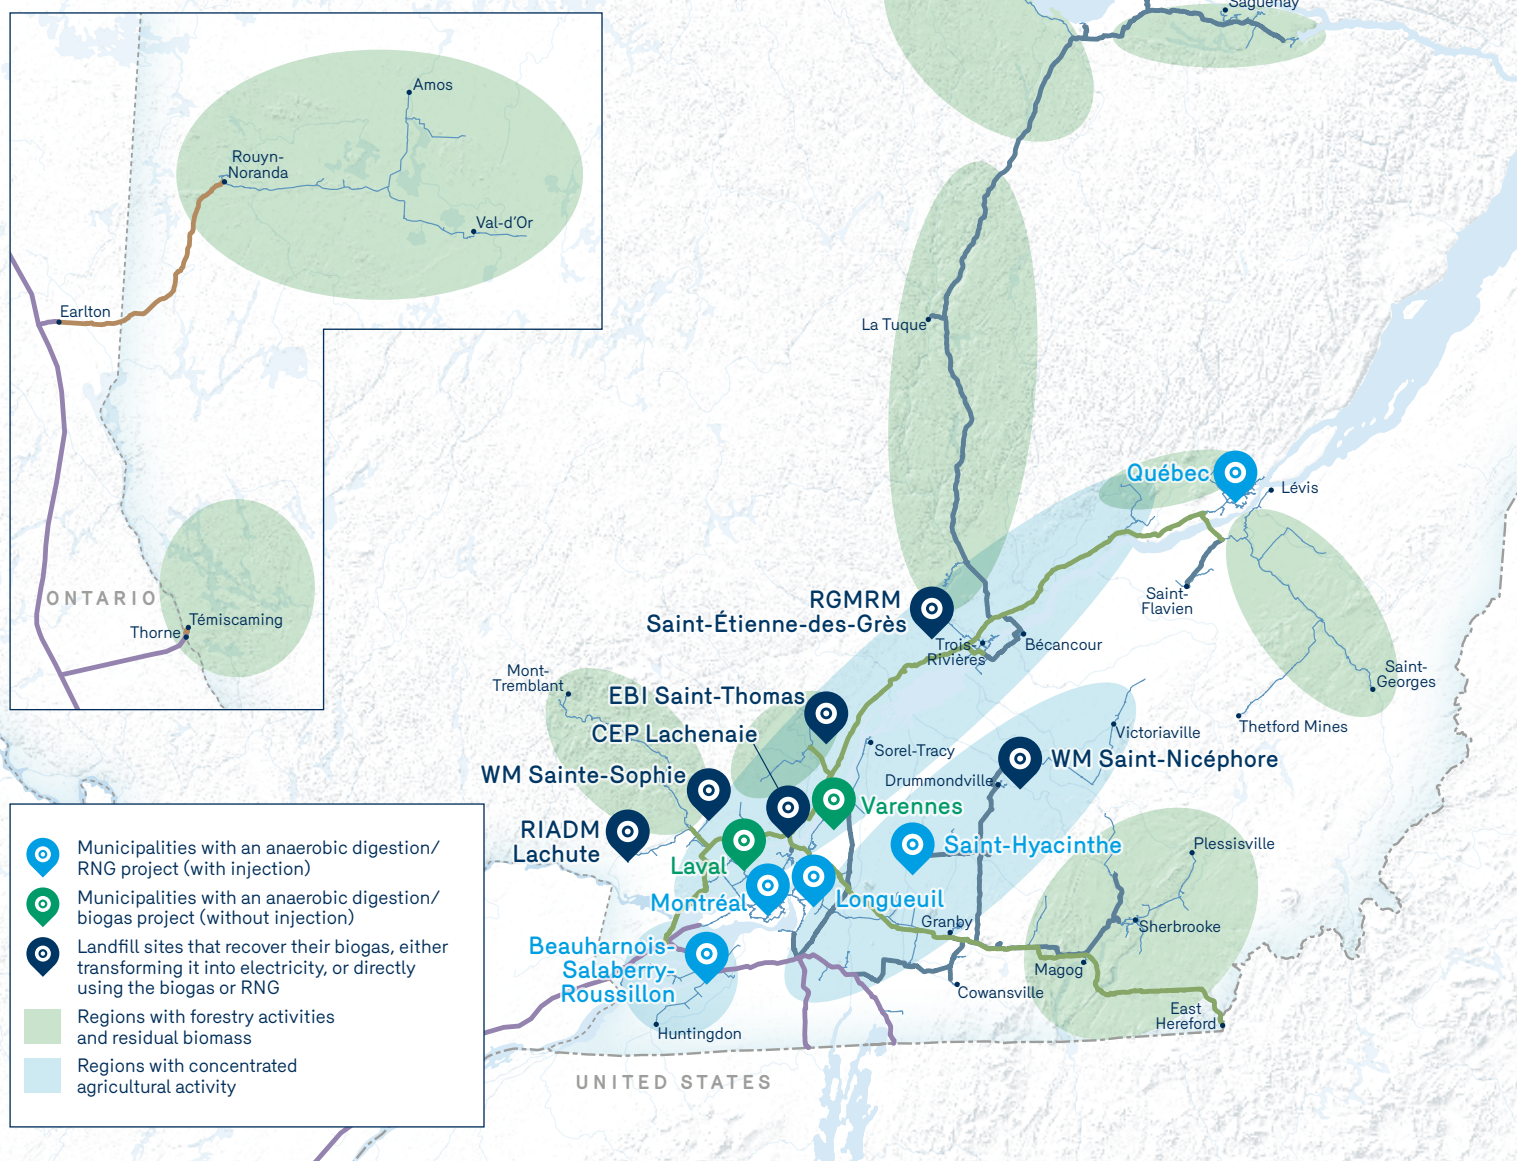 Saguenay
Amos
Rouyn-
Noranda
Val-d'Or
Earlton
La Tuque
Québec
Lévis
ONTARIO
Témiscaming
Thorne
RGMRM
Saint-Étienne-des-Grès
Saint-
Flavien
Trois-
Rivières
Bécancour
Mont-
Tremblant
Saint-
Georges
EBI Saint-Thomas
CEP Lachenaie
Thetford Mines
Victoriaville
Sorel-Tracy
WM Saint-Nicéphore
WM Sainte-Sophie
Drummondville
Varennes
RIADM
Lachute
Saint-Hyacinthe
Plessisville
Laval
Montréal
Longueuil
Granby
Sherbrooke
Beauharnois-
Salaberry-
Roussillon
Magog
Cowansville
East
Hereford
Huntingdon
UNITED STATES
Municipalities with an anaerobic digestion/
RNG project (with injection)
Municipalities with an anaerobic digestion/
biogas project (without injection)
Landfill sites that recover their biogas, either
transforming it into electricity, or directly
using the biogas or RNG
Regions with forestry activities
and residual biomass
Regions with concentrated
agricultural activity